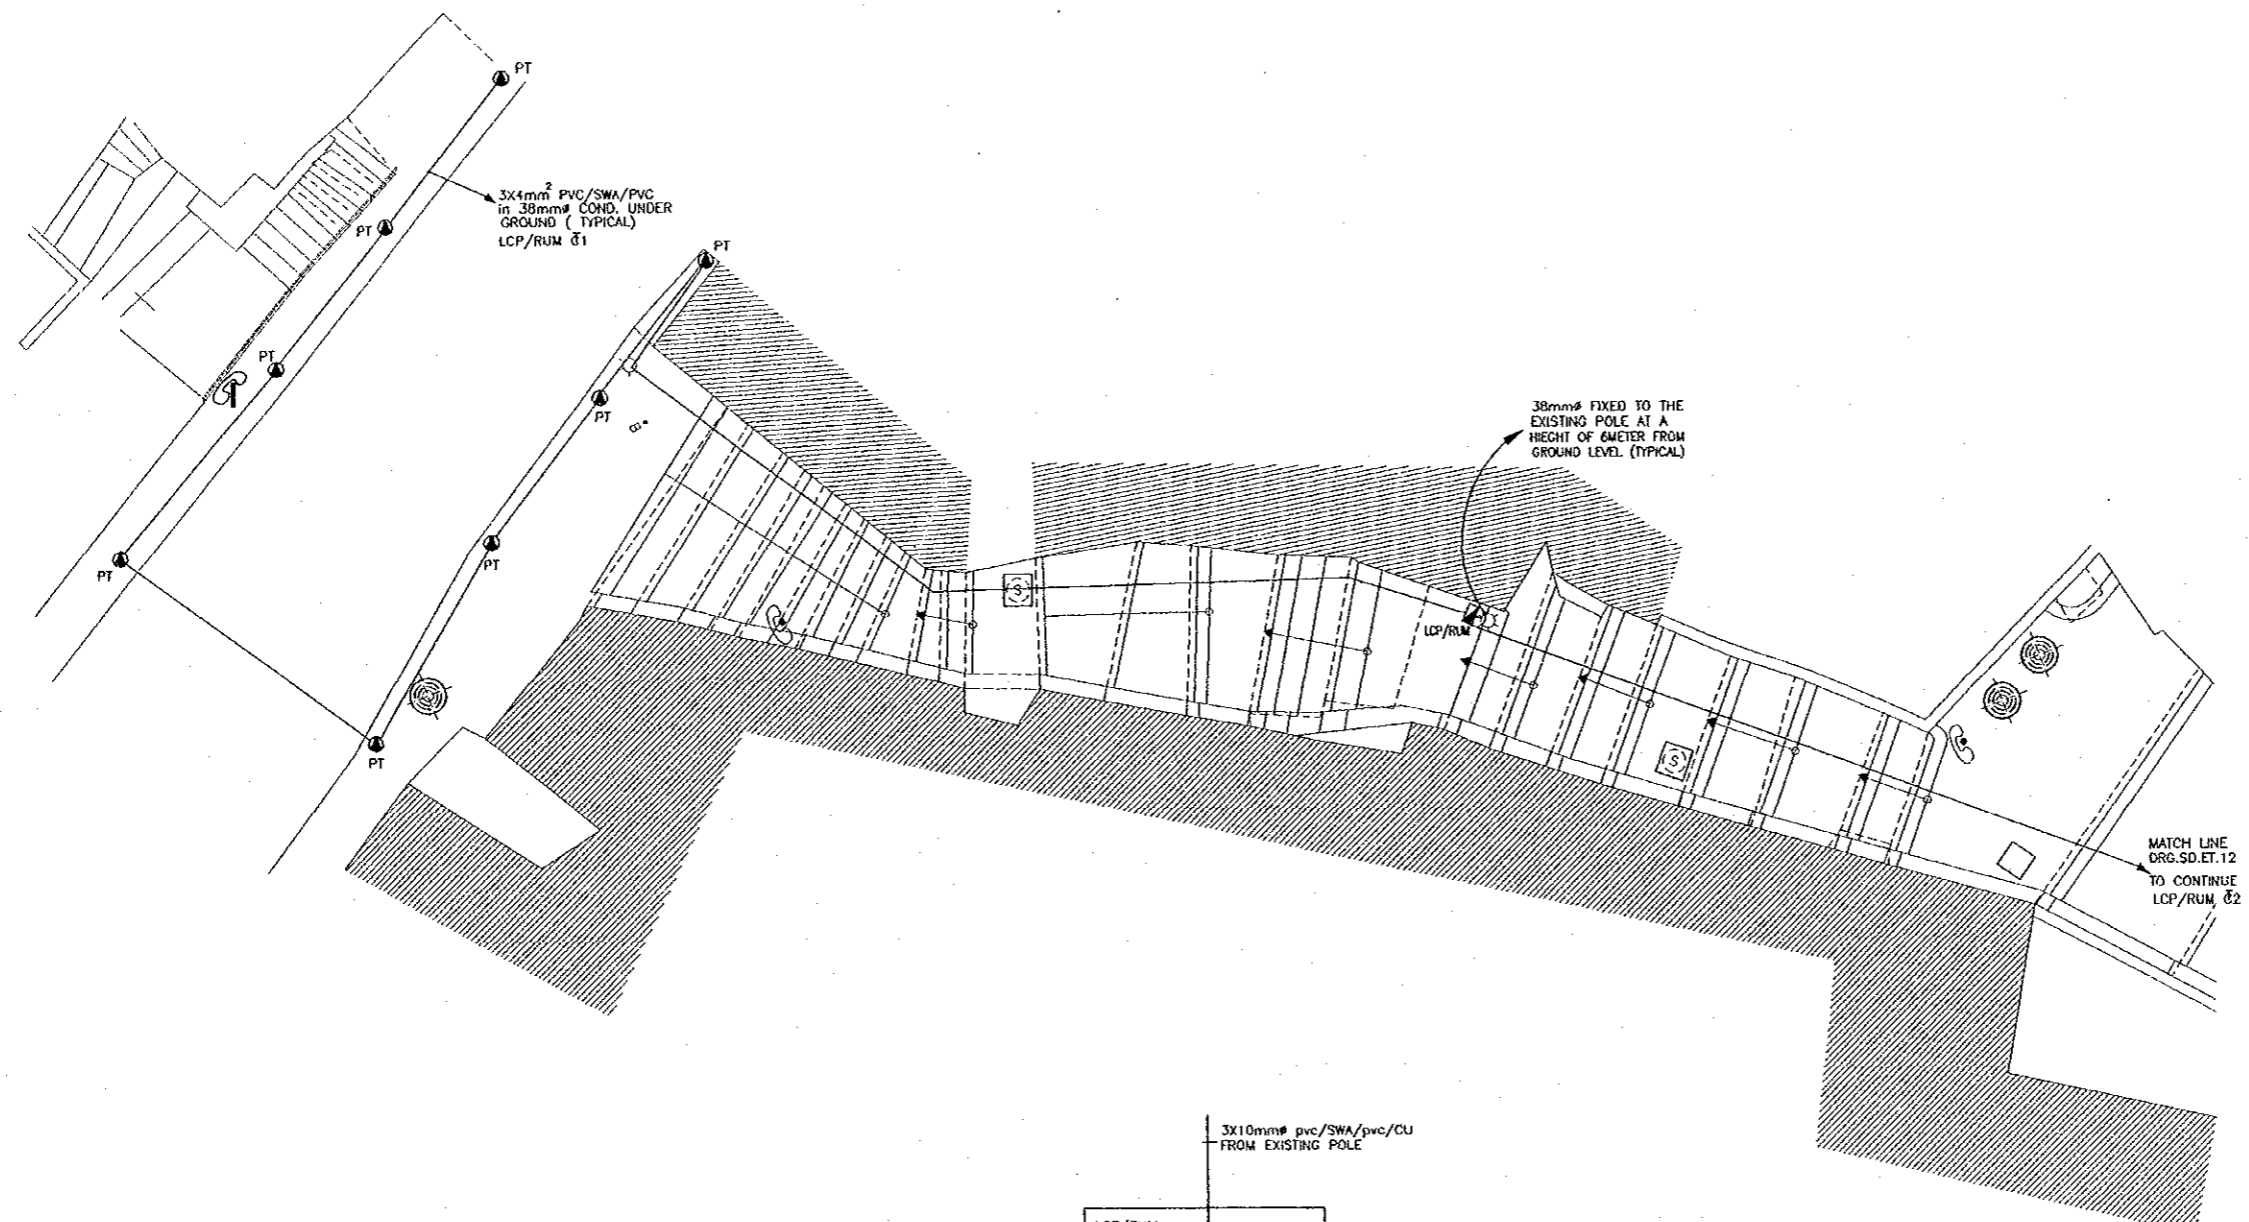 PT
3X4mm² PVC/SWA/PVC
in 38mmø COND. UNDER
GROUND ( TYPICAL)
LCP/RUM c̄1
PT
PT
PT
PT
38mmø FIXED TO THE
EXISTING POLE AT A
HIEGHT OF 6METER FROM
GROUND LEVEL (TYPICAL)
PT
PT
S
PT
LCP/RUM
S
PT
MATCH LINE
DRG.SD.ET.12
TO CONTINUE
LCP/RUM c̄2
3X10mmø pvc/SWA/pvc/CU
FROM EXISTING POLE